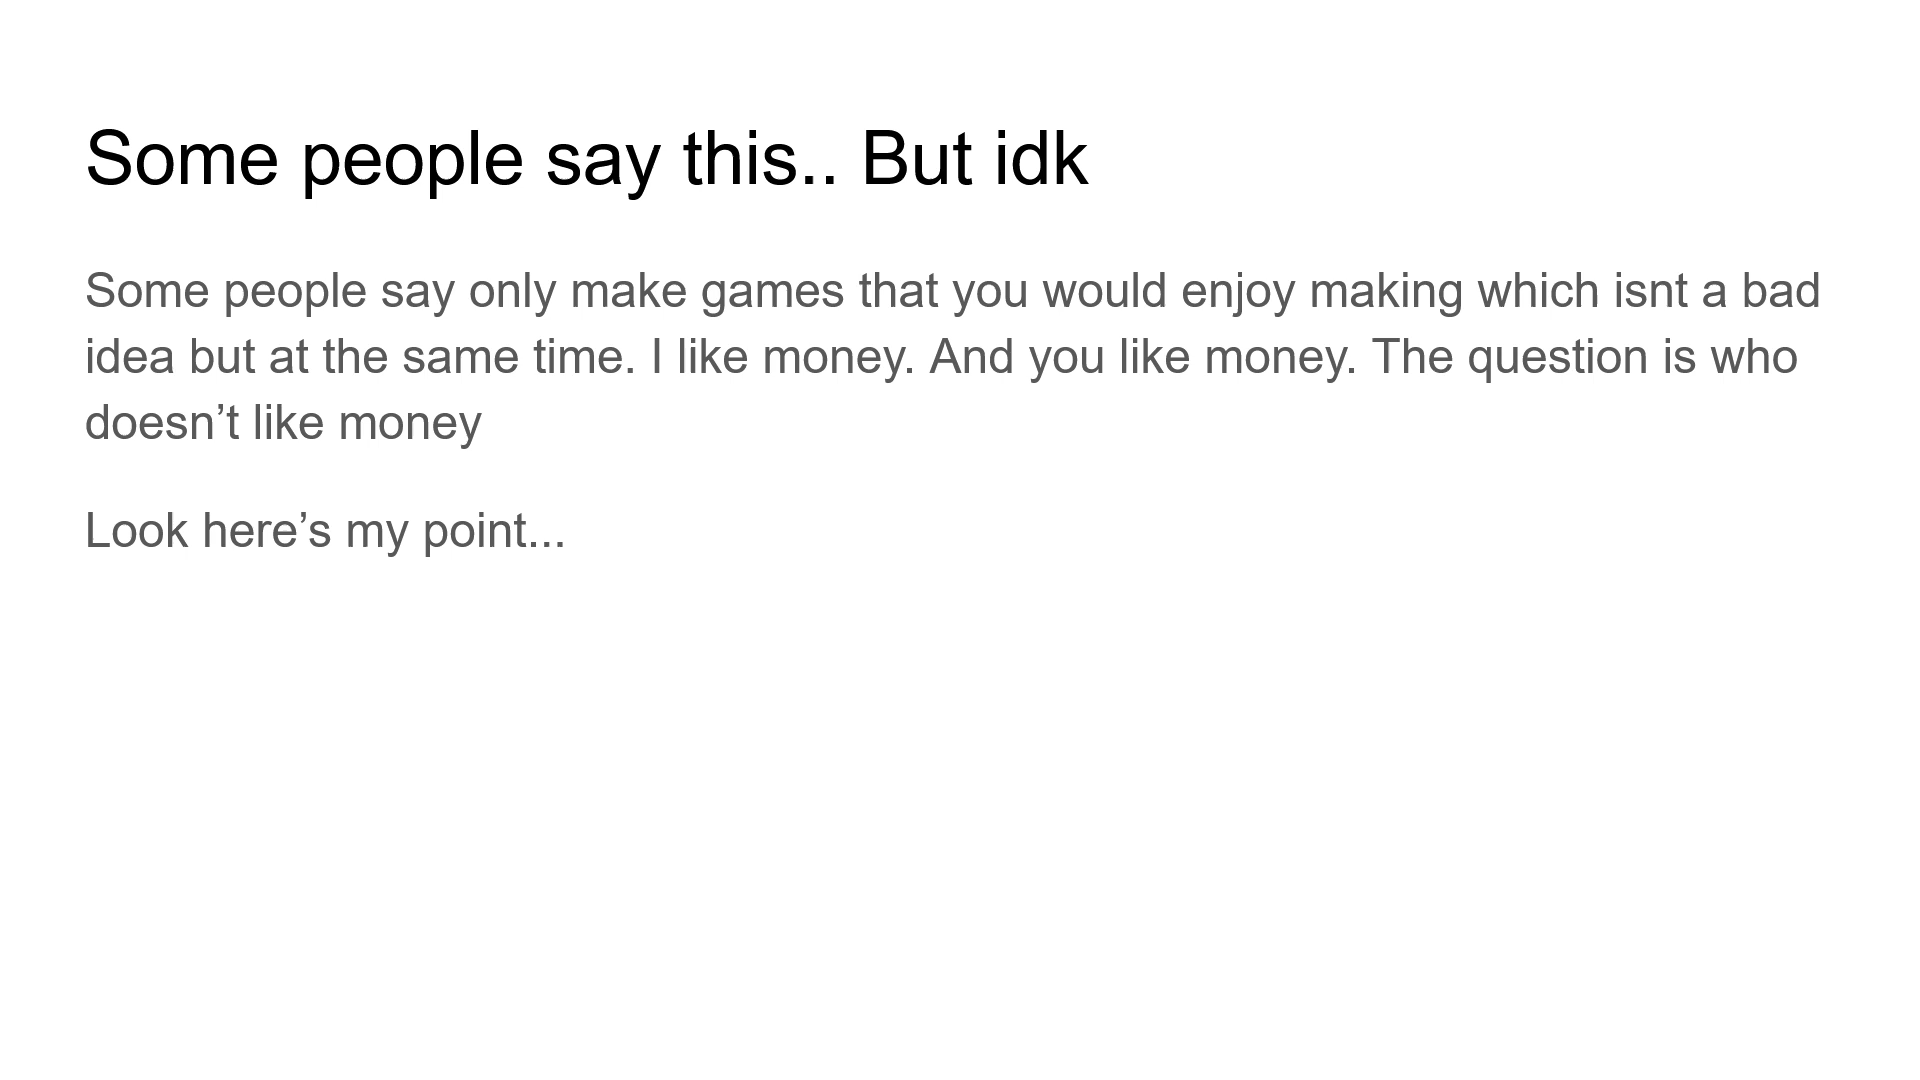 Some people say this.. But idk
Some people say only make games that you would enjoy making which isnt a bad
idea but at the same time. I like money. And you like money. The question is who
doesn’t like money
Look here’s my point...